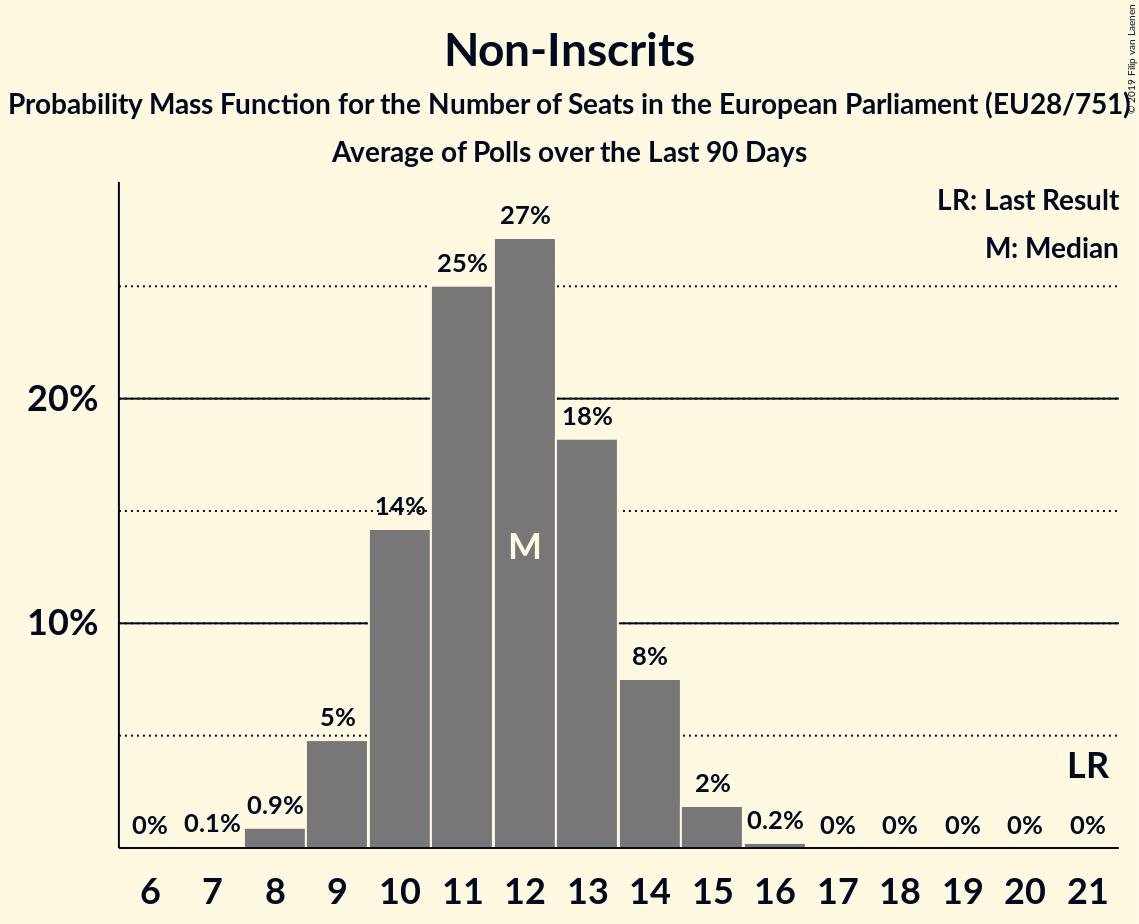 Non-Inscrits
Probability Mass Function for the Number of Seats in the European Parliament (EU28/751)
Average of Polls over the Last 90 Days
© 2019 Filip van Laenen
LR: Last Result
M: Median
27%
25%
20%
18%
14%
M
10%
8%
5%
LR
2%
0% 0.1% 0.9% 0.2% 0% 0% 0% 0% 0%
6 7 8 9 10 11 12 13 14 15 16 17 18 19 20 21